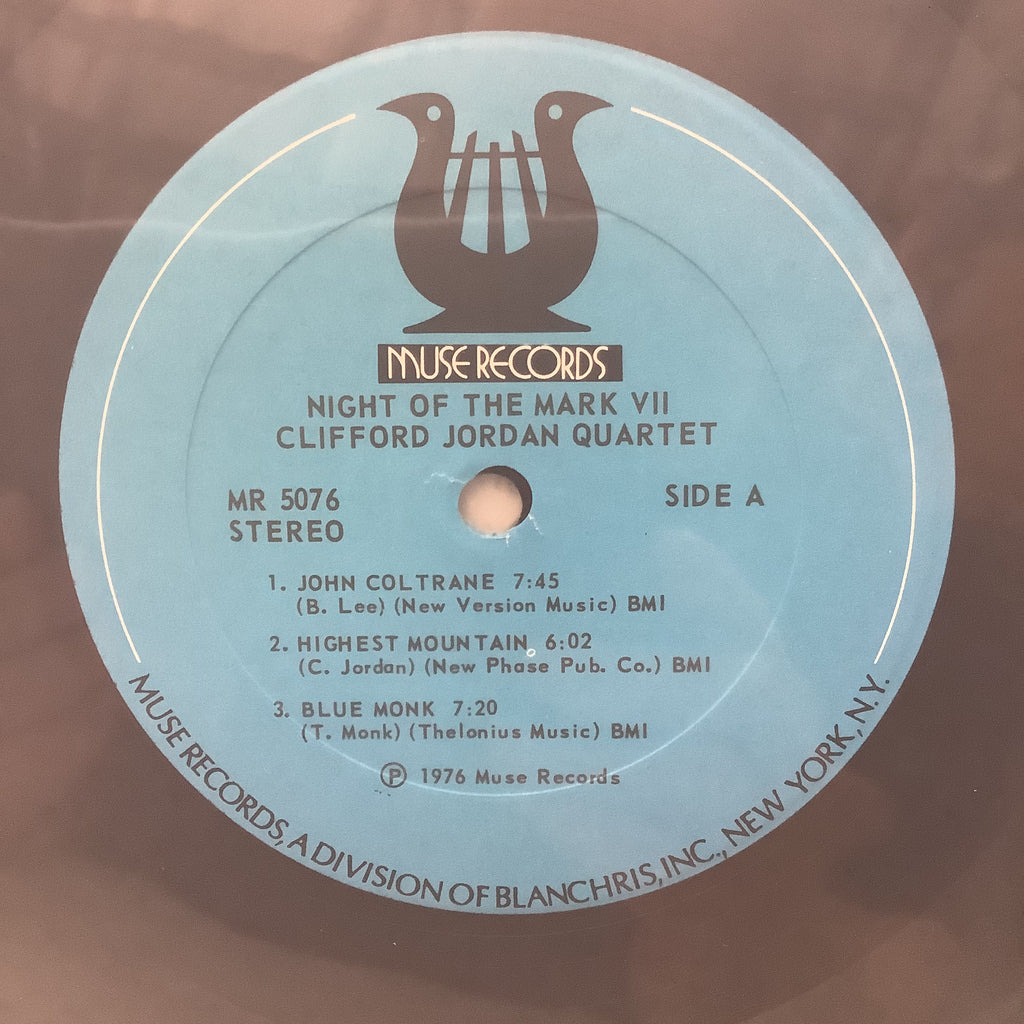 MUSE RECORDS
NIGHT OF THE MARK VII
CLIFFORD JORDAN QUARTET
MR 5076
STEREO
SIDE A
1. JOHN COLTRANE 7:45
(B. Lee) (New Version Music) BMI
2. HIGHEST MOUNTAIN 6:02
(C. Jordan) (New Phase Pub. Co.) BMI
3. BLUE MONK 7:20
(T. Monk) (Thelonius Music) BMI
Ⓟ 1976 Muse Records
MUSE RECORDS, A DIVISION OF BLANCHRIS, INC., NEW YORK, N.Y.